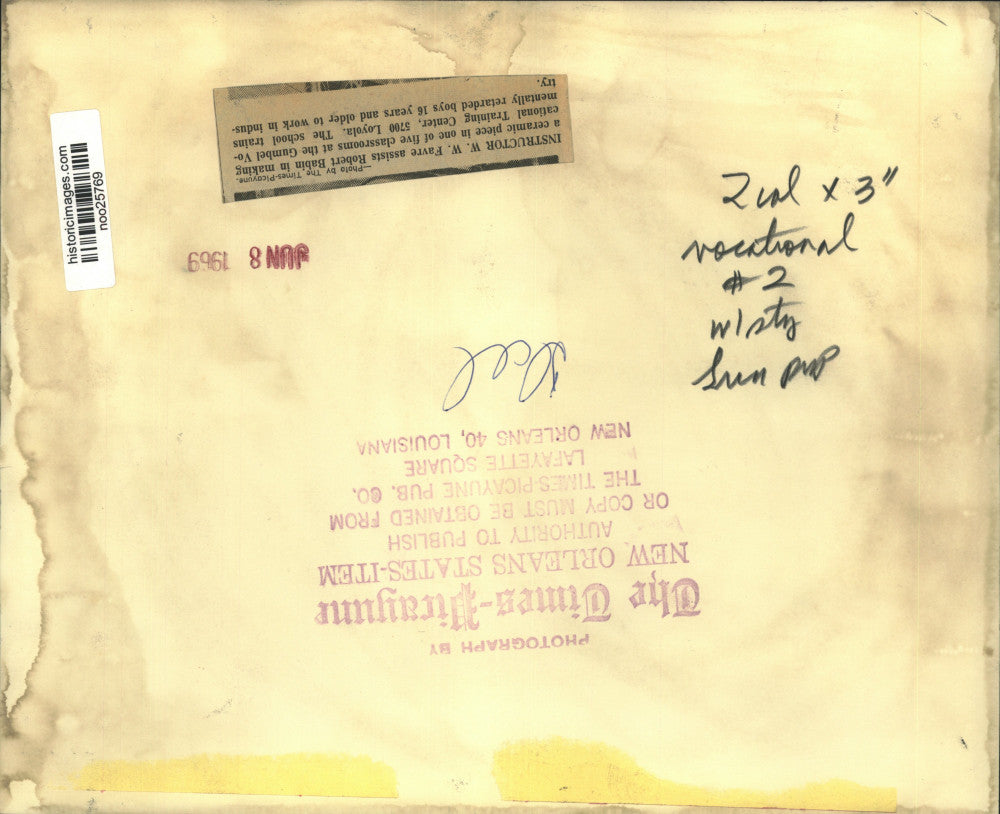 —Photo by The Times-Picayune.
INSTRUCTOR W. W. Favre assists Robert Babin in making
a ceramic piece in one of five classrooms at the Gumbel Vo-
cational Training Center, 5700 Loyola. The school trains
mentally retarded boys 16 years and older to work in indus-
try.
historicimages.com
noo25769
JUN 8 1969
2 col x 3"
vocational
#2
w/sty
Sun
PHOTOGRAPH BY
The Times-Picayune
NEW ORLEANS STATES-ITEM
AUTHORITY TO PUBLISH
OR COPY MUST BE OBTAINED FROM
THE TIMES-PICAYUNE PUB. CO.
LAFAYETTE SQUARE
NEW ORLEANS 40, LOUISIANA